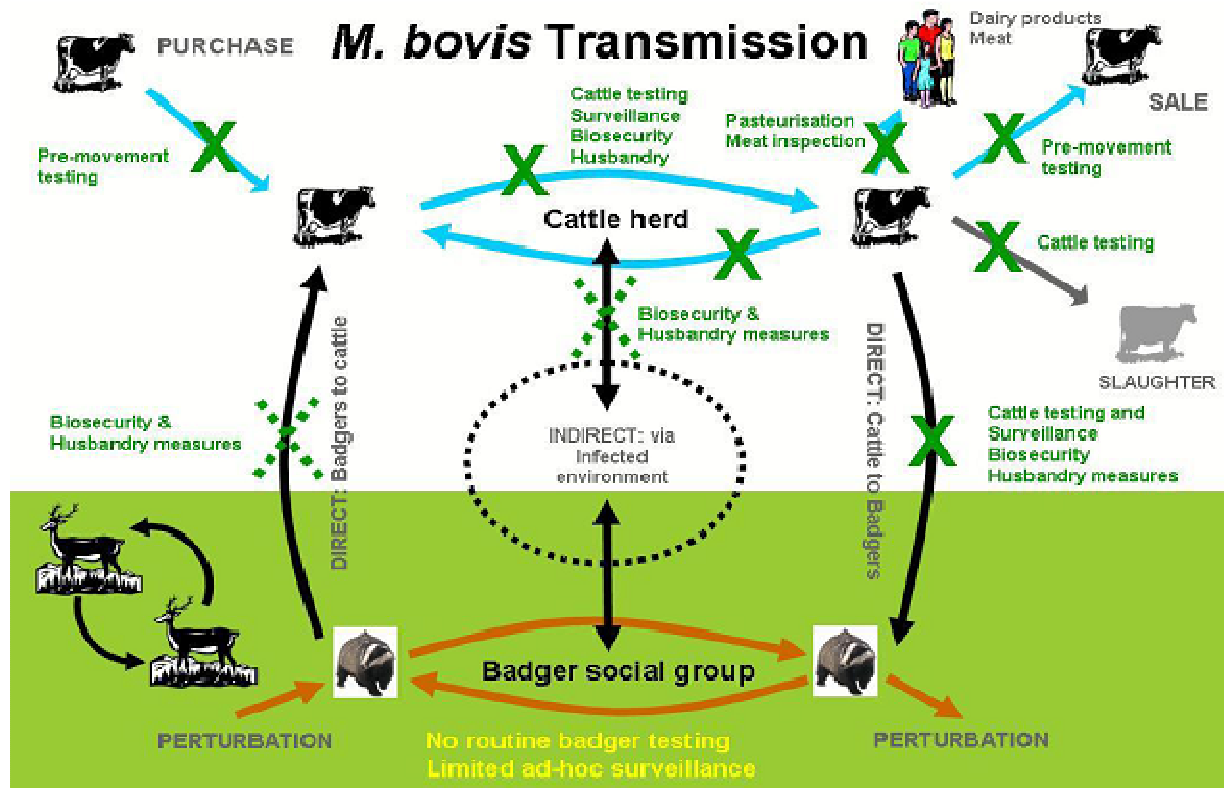 PURCHASE
M. bovis Transmission
Dairy products
Meat
SALE
Cattle testing
Surveillance
Biosecurity
Husbandry
Pasteurisation
Meat inspection
Pre-movement
testing
Pre-movement
testing
Cattle herd
Cattle testing
Biosecurity &
Husbandry measures
SLAUGHTER
DIRECT: Badgers to cattle
DIRECT: Cattle to Badgers
Biosecurity &
Husbandry measures
INDIRECT: via
Infected
environment
Cattle testing and
Surveillance
Biosecurity
Husbandry measures
Badger social group
PERTURBATION
No routine badger testing
Limited ad-hoc surveillance
PERTURBATION